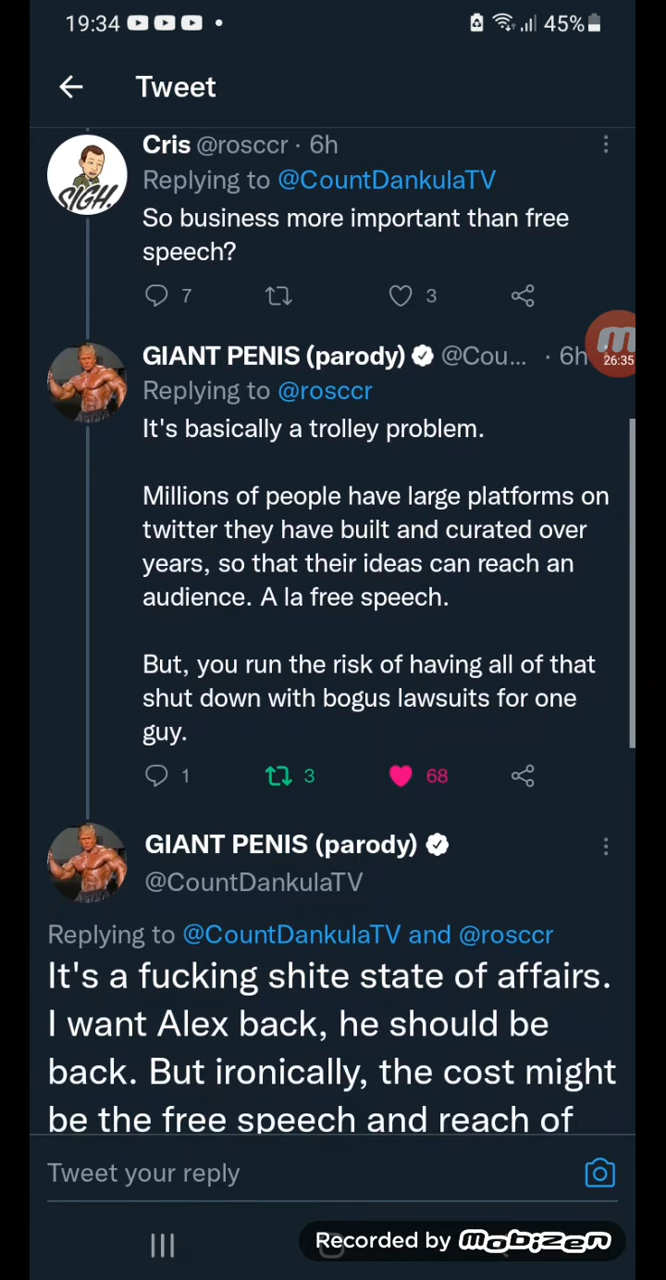 19:34
45%
Tweet
Cris @rosccr · 6h
SIGH.
Replying to @CountDankulaTV
So business more important than free
speech?
7
3
GIANT PENIS (parody) @Cou... · 6h
26:35
Replying to @rosccr
It's basically a trolley problem.
Millions of people have large platforms on
twitter they have built and curated over
years, so that their ideas can reach an
audience. A la free speech.
But, you run the risk of having all of that
shut down with bogus lawsuits for one
guy.
1
3
68
GIANT PENIS (parody)
@CountDankulaTV
Replying to @CountDankulaTV and @rosccr
It's a fucking shite state of affairs.
I want Alex back, he should be
back. But ironically, the cost might
be the free speech and reach of
Tweet your reply
Recorded by Mobizen